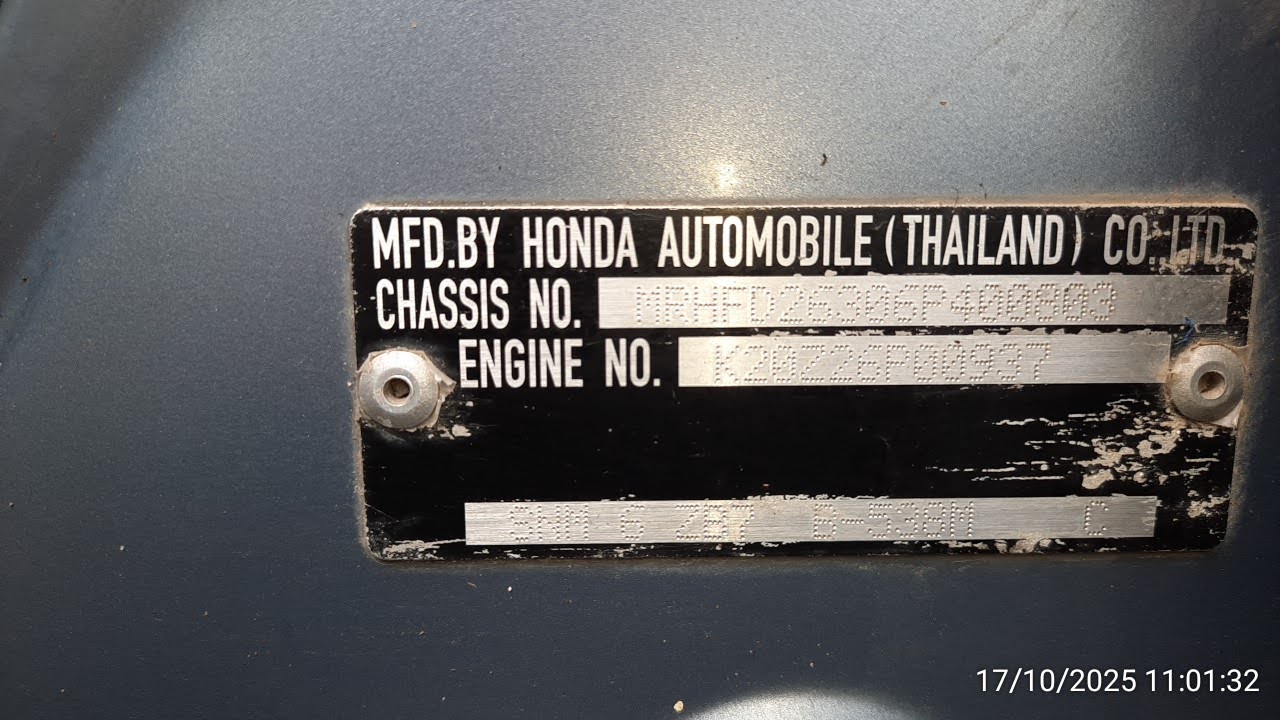 MFD.BY HONDA AUTOMOBILE (THAILAND) CO.,LTD.
CHASSIS NO. MRHFD26306P400803
ENGINE NO. K20Z26P00937
SNM-6 ZB7 B-538M C
17/10/2025 11:01:32